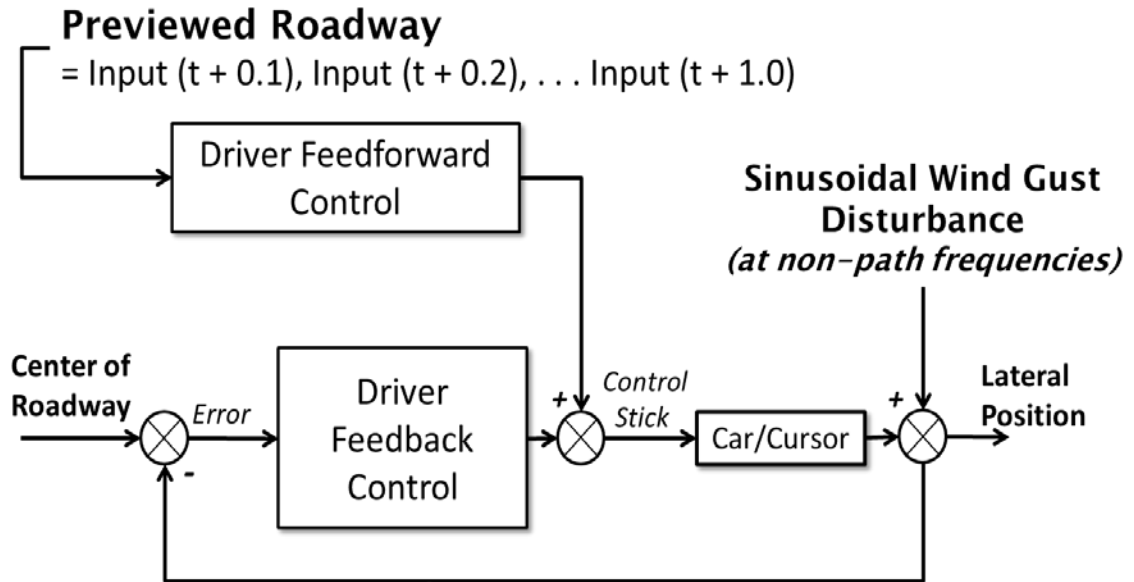 Previewed Roadway
= Input (t + 0.1), Input (t + 0.2), . . . Input (t + 1.0)
Driver Feedforward
Control
Sinusoidal Wind Gust
Disturbance
(at non-path frequencies)
Center of
Roadway
Error
Driver
Feedback
Control
+
Control
Stick
Car/Cursor
+
Lateral
Position
-